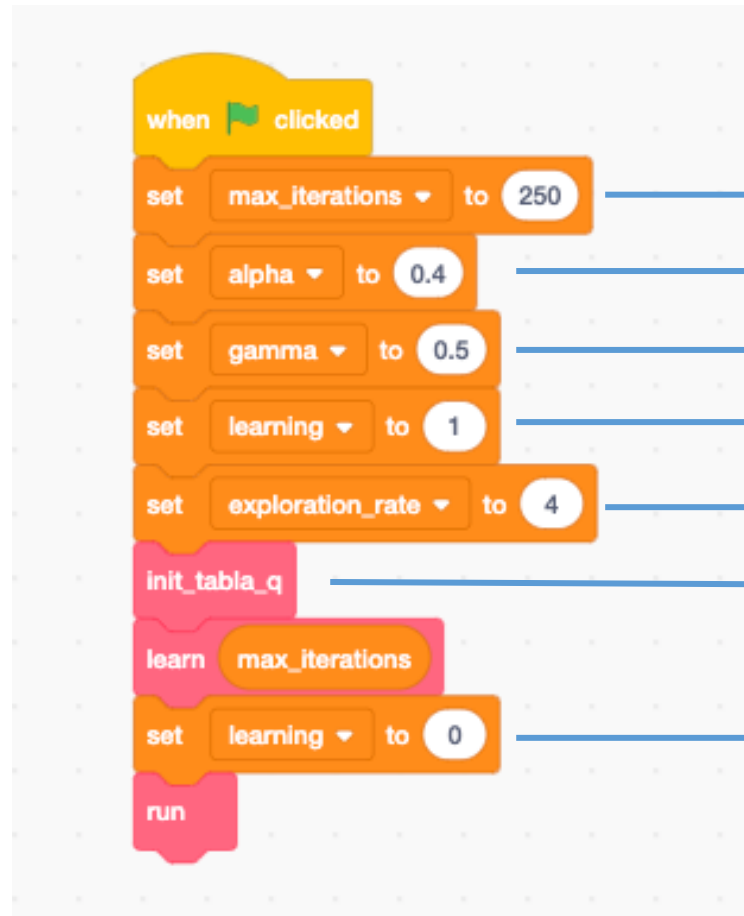 when clicked
set max_iterations to 250
set alpha to 0.4
set gamma to 0.5
set learning to 1
set exploration_rate to 4
init_tabla_q
learn max_iterations
set learning to 0
run